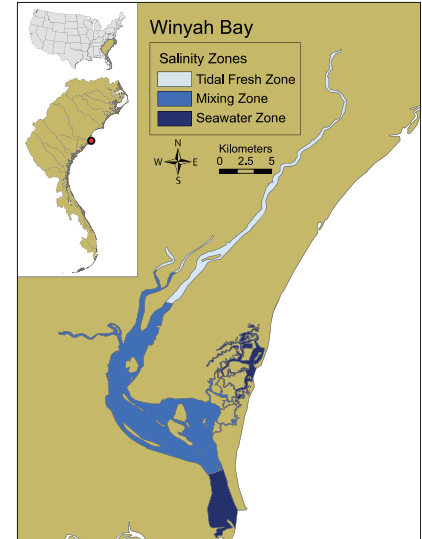 Winyah Bay
Salinity Zones
Tidal Fresh Zone
Mixing Zone
Seawater Zone
N
W E
S
Kilometers
0 2.5 5